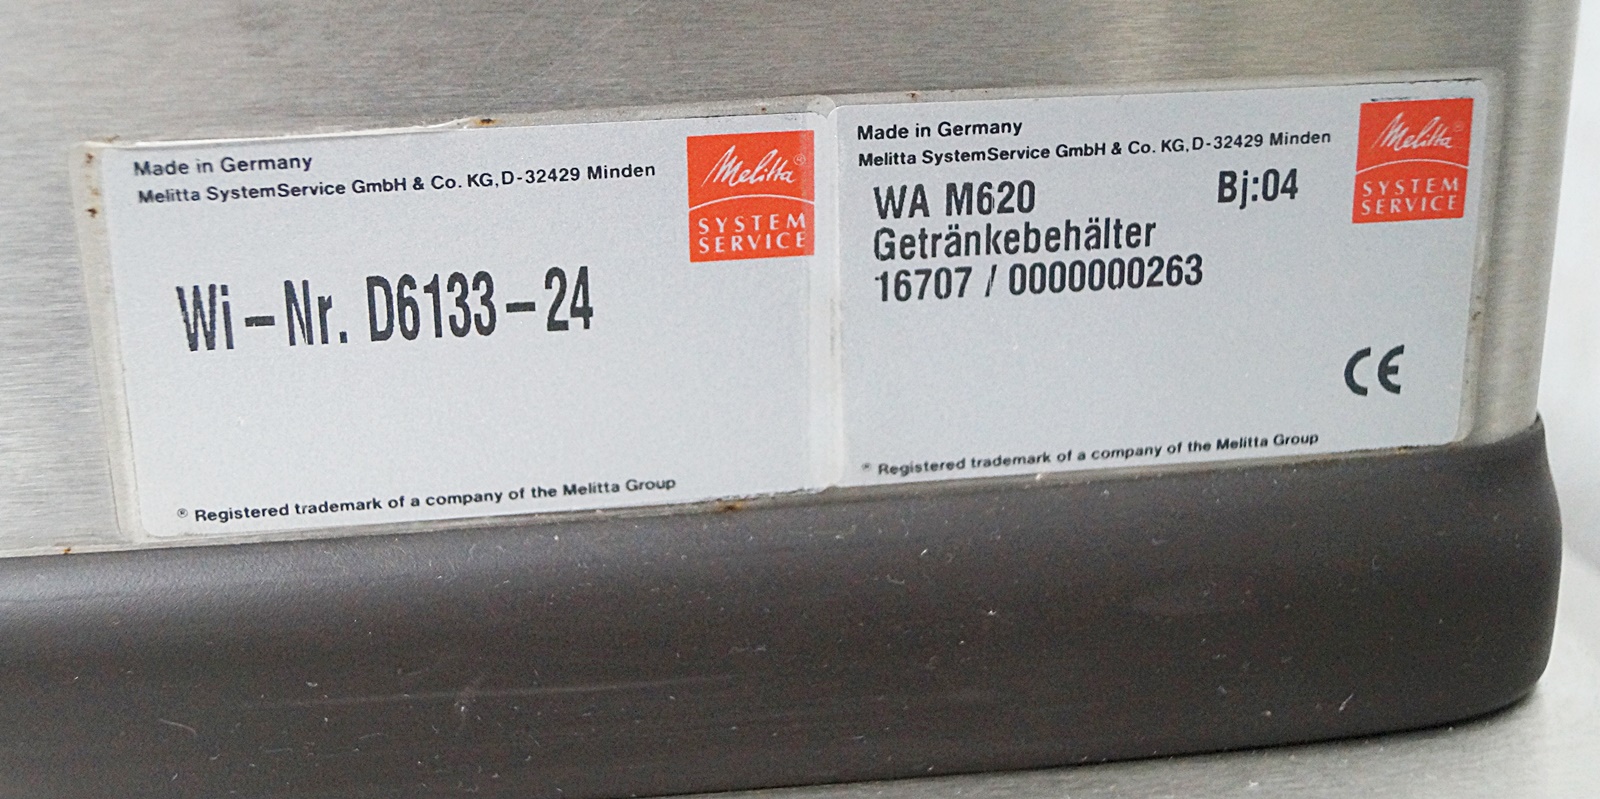 Made in Germany
Melitta SystemService GmbH & Co. KG, D-32429 Minden
Melitta®
SYSTEM
SERVICE
Wi-Nr. D6133-24
® Registered trademark of a company of the Melitta Group
Made in Germany
Melitta SystemService GmbH & Co. KG, D-32429 Minden
Melitta®
SYSTEM
SERVICE
WA M620 Bj:04
Getränkebehälter
16707 / 0000000263
CE
® Registered trademark of a company of the Melitta Group